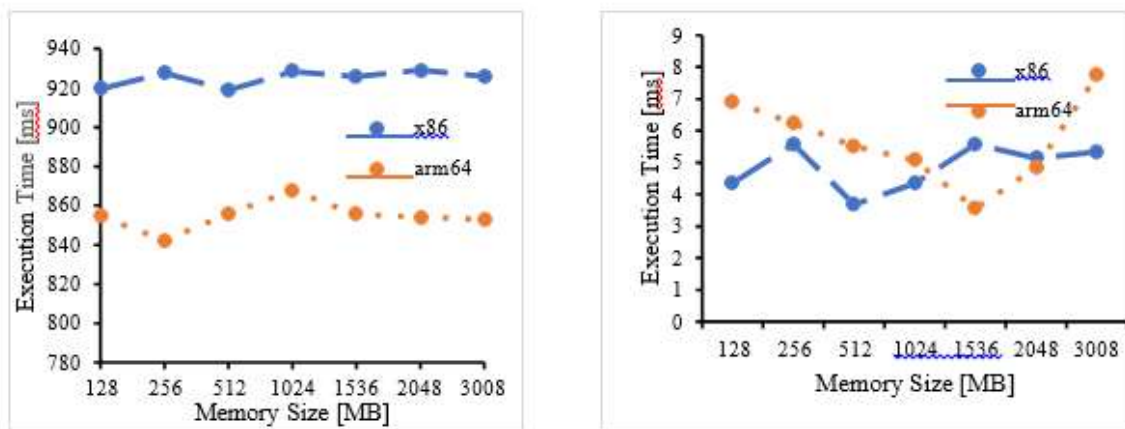 940
920
900
880
860
840
820
800
780
Execution Time [ms]
x86
arm64
128 256 512 1024 1536 2048 3008
Memory Size [MB]
9
8
7
6
5
4
3
2
1
0
Execution Time [ms]
x86
arm64
128 256 512 1024 1536 2048 3008
Memory Size [MB]